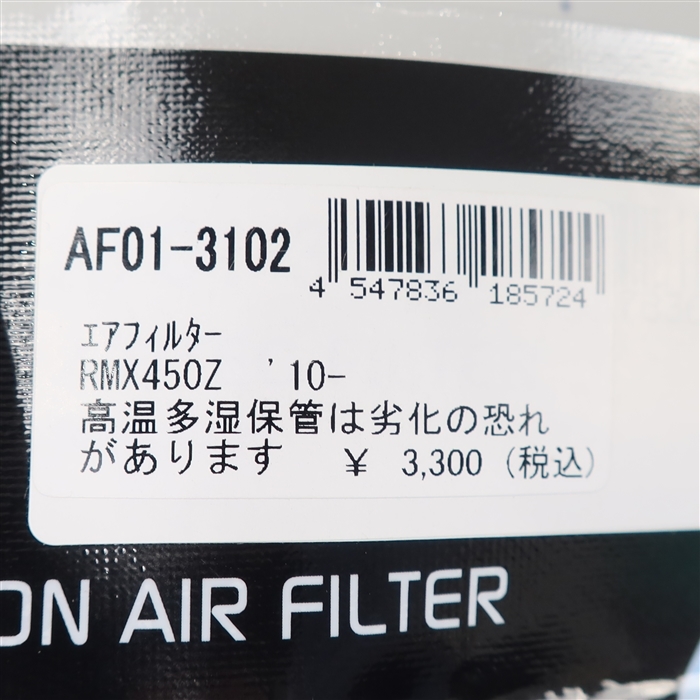 AF01-3102
4 547836 185724
ｴｱﾌｨﾙﾀｰ
RMX450Z '10-
高温多湿保管は劣化の恐れ
があります ￥ 3,300 (税込)
ON AIR FILTER